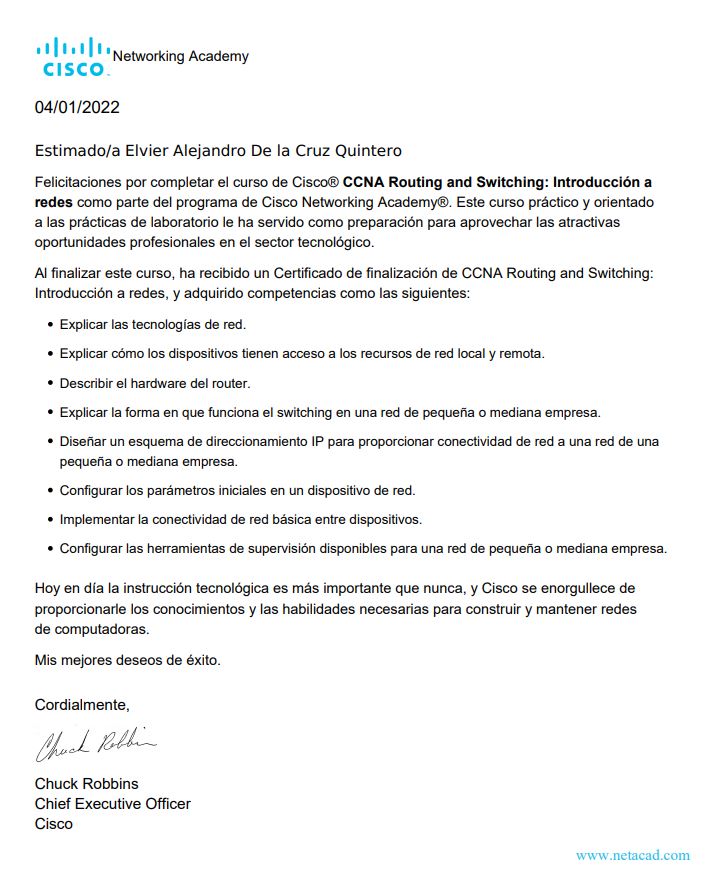 CISCO Networking Academy
04/01/2022
Estimado/a Elvier Alejandro De la Cruz Quintero
Felicitaciones por completar el curso de Cisco® CCNA Routing and Switching: Introducción a
redes como parte del programa de Cisco Networking Academy®. Este curso práctico y orientado
a las prácticas de laboratorio le ha servido como preparación para aprovechar las atractivas
oportunidades profesionales en el sector tecnológico.
Al finalizar este curso, ha recibido un Certificado de finalización de CCNA Routing and Switching:
Introducción a redes, y adquirido competencias como las siguientes:
• Explicar las tecnologías de red.
• Explicar cómo los dispositivos tienen acceso a los recursos de red local y remota.
• Describir el hardware del router.
• Explicar la forma en que funciona el switching en una red de pequeña o mediana empresa.
• Diseñar un esquema de direccionamiento IP para proporcionar conectividad de red a una red de una
pequeña o mediana empresa.
• Configurar los parámetros iniciales en un dispositivo de red.
• Implementar la conectividad de red básica entre dispositivos.
• Configurar las herramientas de supervisión disponibles para una red de pequeña o mediana empresa.
Hoy en día la instrucción tecnológica es más importante que nunca, y Cisco se enorgullece de
proporcionarle los conocimientos y las habilidades necesarias para construir y mantener redes
de computadoras.
Mis mejores deseos de éxito.
Cordialmente,
Chuck Robbins
Chuck Robbins
Chief Executive Officer
Cisco
www.netacad.com